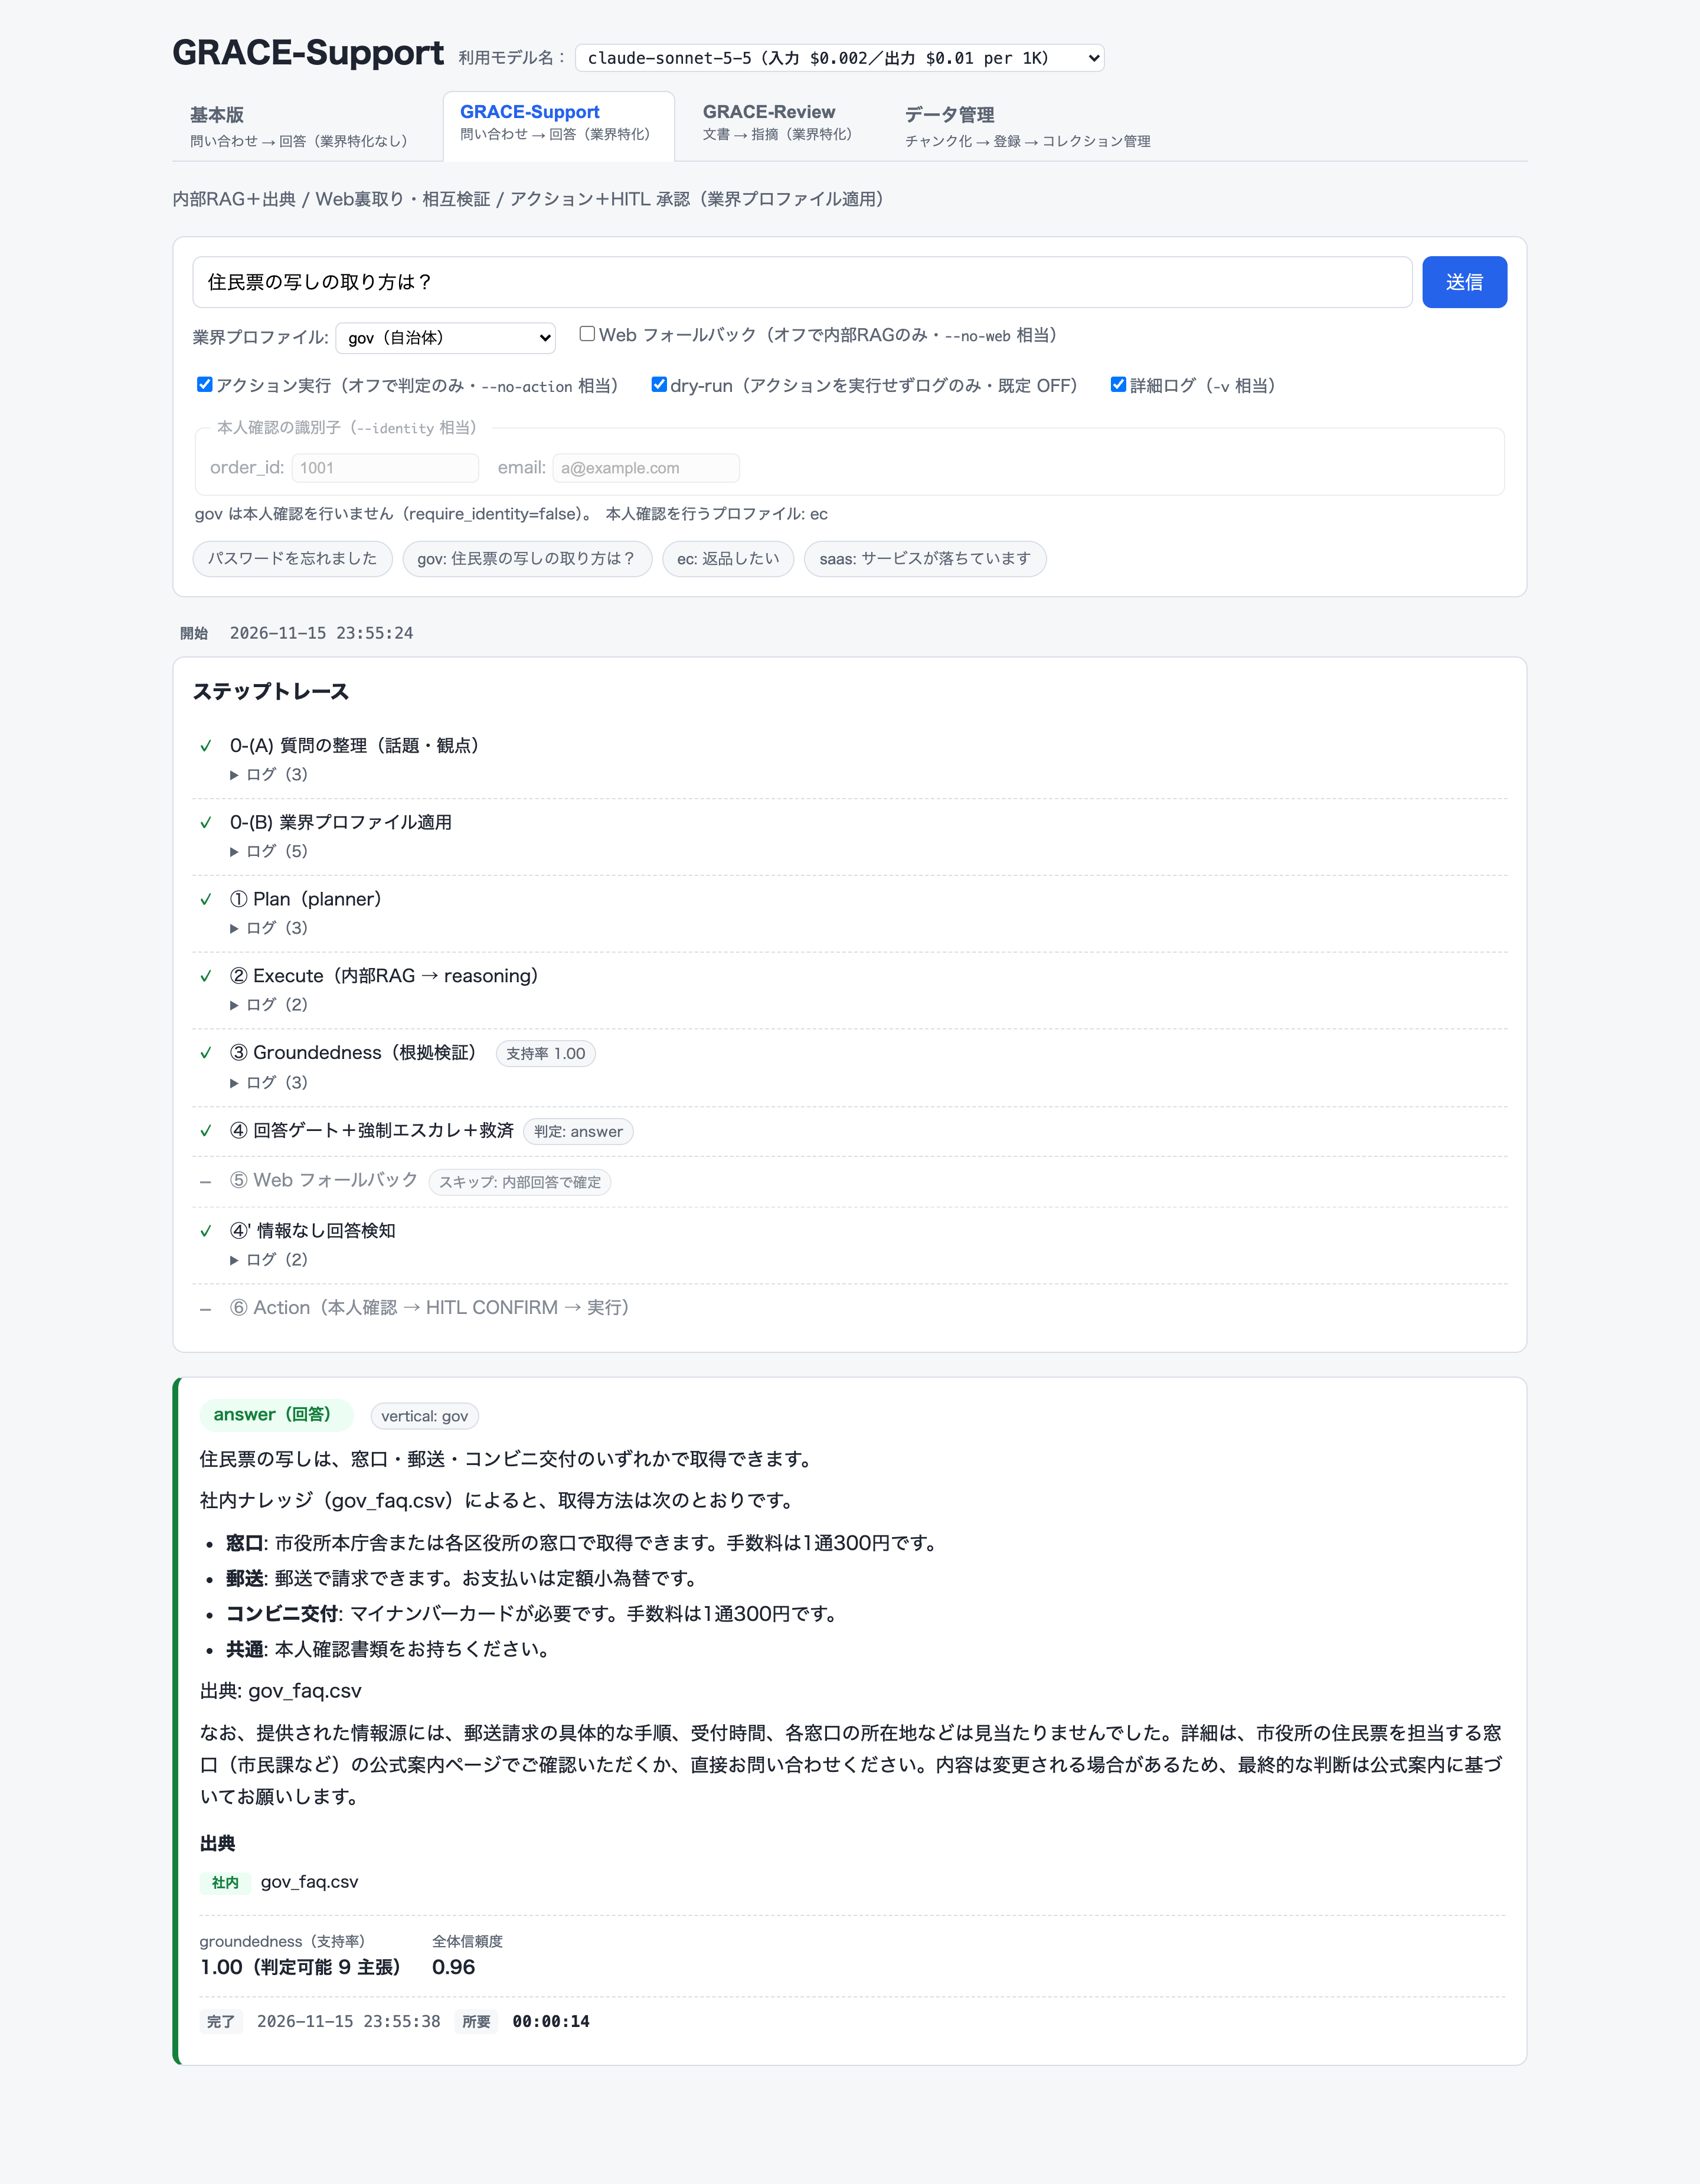 GRACE-Support 利用モデル名： claude-sonnet-5-5（入力 $0.002／出力 $0.01 per 1K）
基本版
問い合わせ → 回答（業界特化なし）
GRACE-Support
問い合わせ → 回答（業界特化）
GRACE-Review
文書 → 指摘（業界特化）
データ管理
チャンク化 → 登録 → コレクション管理
内部RAG＋出典 / Web裏取り・相互検証 / アクション＋HITL 承認（業界プロファイル適用）
住民票の写しの取り方は？ 送信
業界プロファイル: gov（自治体） Web フォールバック（オフで内部RAGのみ・--no-web 相当）
アクション実行（オフで判定のみ・--no-action 相当） dry-run（アクションを実行せずログのみ・既定 OFF） 詳細ログ（-v 相当）
本人確認の識別子（--identity 相当）
order_id: 1001 email: a@example.com
gov は本人確認を行いません（require_identity=false）。 本人確認を行うプロファイル: ec
パスワードを忘れました gov: 住民票の写しの取り方は？ ec: 返品したい saas: サービスが落ちています
開始 2026-11-15 23:55:24
ステップトレース
✓ 0-(A) 質問の整理（話題・観点）
▶ ログ（3）
✓ 0-(B) 業界プロファイル適用
▶ ログ（5）
✓ ① Plan（planner）
▶ ログ（3）
✓ ② Execute（内部RAG → reasoning）
▶ ログ（2）
✓ ③ Groundedness（根拠検証） 支持率 1.00
▶ ログ（3）
✓ ④ 回答ゲート＋強制エスカレ＋救済 判定: answer
– ⑤ Web フォールバック スキップ: 内部回答で確定
✓ ④' 情報なし回答検知
▶ ログ（2）
– ⑥ Action（本人確認 → HITL CONFIRM → 実行）
answer（回答） vertical: gov
住民票の写しは、窓口・郵送・コンビニ交付のいずれかで取得できます。
社内ナレッジ（gov_faq.csv）によると、取得方法は次のとおりです。
• 窓口: 市役所本庁舎または各区役所の窓口で取得できます。手数料は1通300円です。
• 郵送: 郵送で請求できます。お支払いは定額小為替です。
• コンビニ交付: マイナンバーカードが必要です。手数料は1通300円です。
• 共通: 本人確認書類をお持ちください。
出典: gov_faq.csv
なお、提供された情報源には、郵送請求の具体的な手順、受付時間、各窓口の所在地などは見当たりませんでした。詳細は、市役所の住民票を担当する窓
口（市民課など）の公式案内ページでご確認いただくか、直接お問い合わせください。内容は変更される場合があるため、最終的な判断は公式案内に基づ
いてお願いします。
出典
社内 gov_faq.csv
groundedness（支持率） 全体信頼度
1.00（判定可能 9 主張） 0.96
完了 2026-11-15 23:55:38 所要 00:00:14